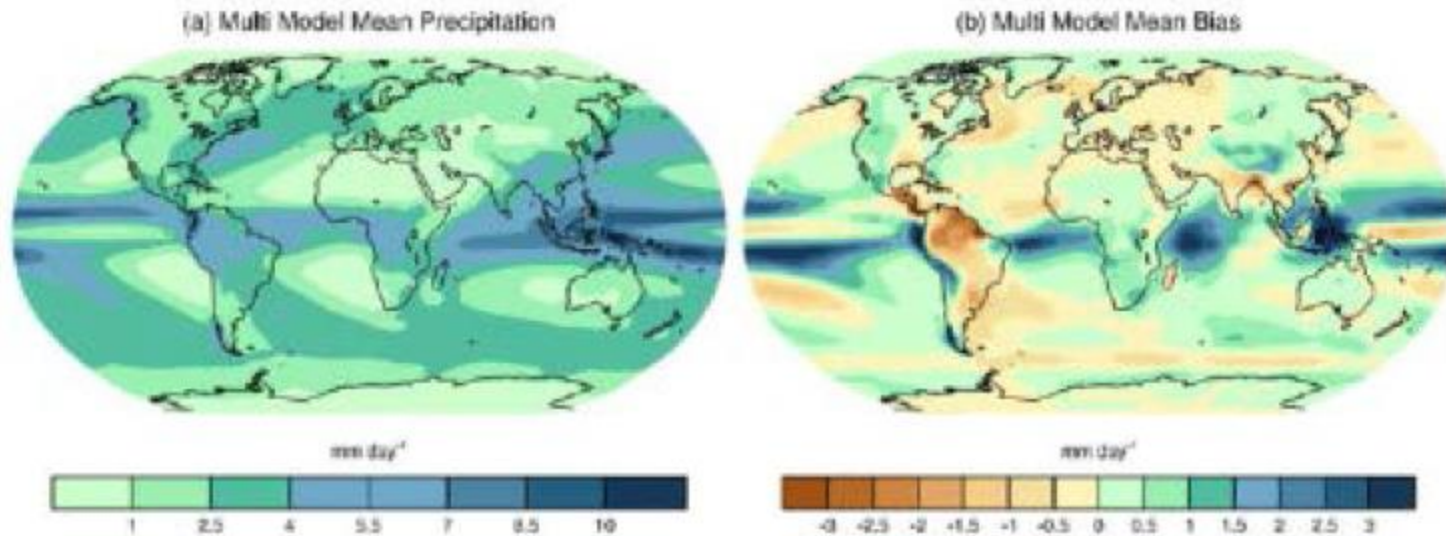 (a) Multi Model Mean Precipitation
(b) Multi Model Mean Bias
mm day⁻¹
1 2.5 4 5.5 7 8.5 10
mm day⁻¹
-3 -2.5 -2 -1.5 -1 -0.5 0 0.5 1 1.5 2 2.5 3